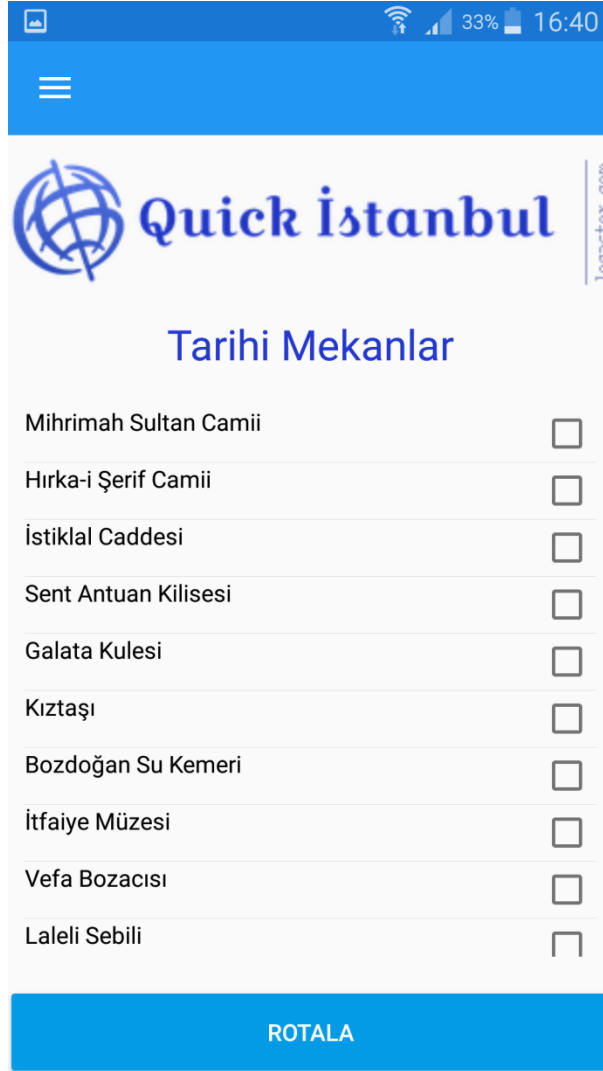 33% 16:40
Quick İstanbul
Tarihi Mekanlar
Mihrimah Sultan Camii
Hırka-i Şerif Camii
İstiklal Caddesi
Sent Antuan Kilisesi
Galata Kulesi
Kıztaşı
Bozdoğan Su Kemeri
İtfaiye Müzesi
Vefa Bozacısı
Laleli Sebili
ROTALA